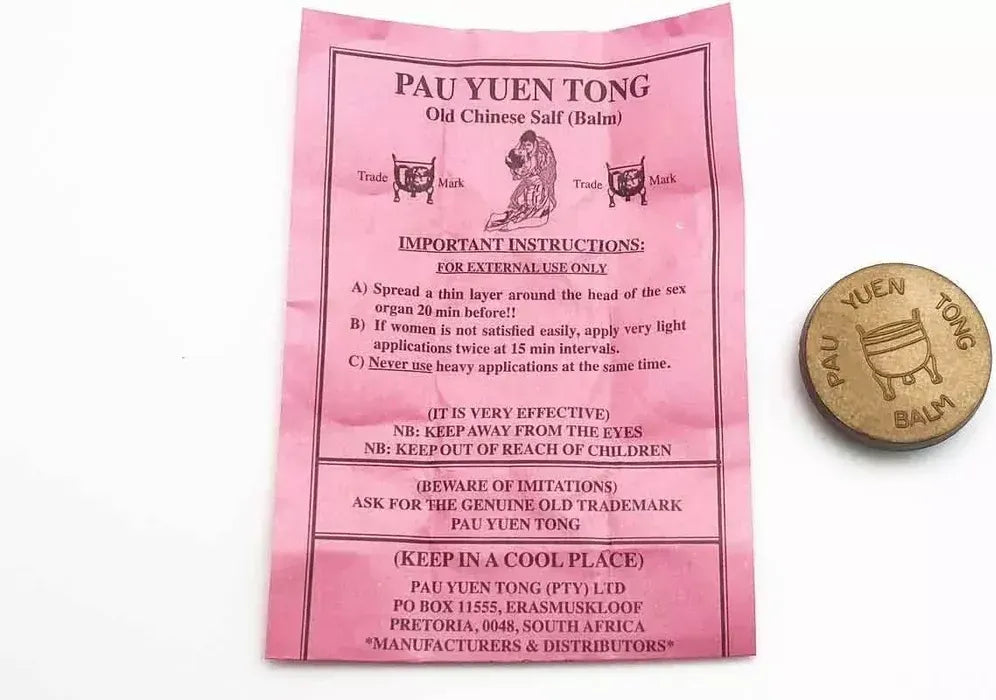 PAU YUEN TONG
Old Chinese Salf (Balm)
Trade Mark Trade Mark
IMPORTANT INSTRUCTIONS:
FOR EXTERNAL USE ONLY
A) Spread a thin layer around the head of the sex
organ 20 min before!!
B) If women is not satisfied easily, apply very light
applications twice at 15 min intervals.
C) Never use heavy applications at the same time.
(IT IS VERY EFFECTIVE)
NB: KEEP AWAY FROM THE EYES
NB: KEEP OUT OF REACH OF CHILDREN
(BEWARE OF IMITATIONS)
ASK FOR THE GENUINE OLD TRADEMARK
PAU YUEN TONG
(KEEP IN A COOL PLACE)
PAU YUEN TONG (PTY) LTD
PO BOX 11555, ERASMUSKLOOF
PRETORIA, 0048, SOUTH AFRICA
*MANUFACTURERS & DISTRIBUTORS*
PAU YUEN TONG
BALM